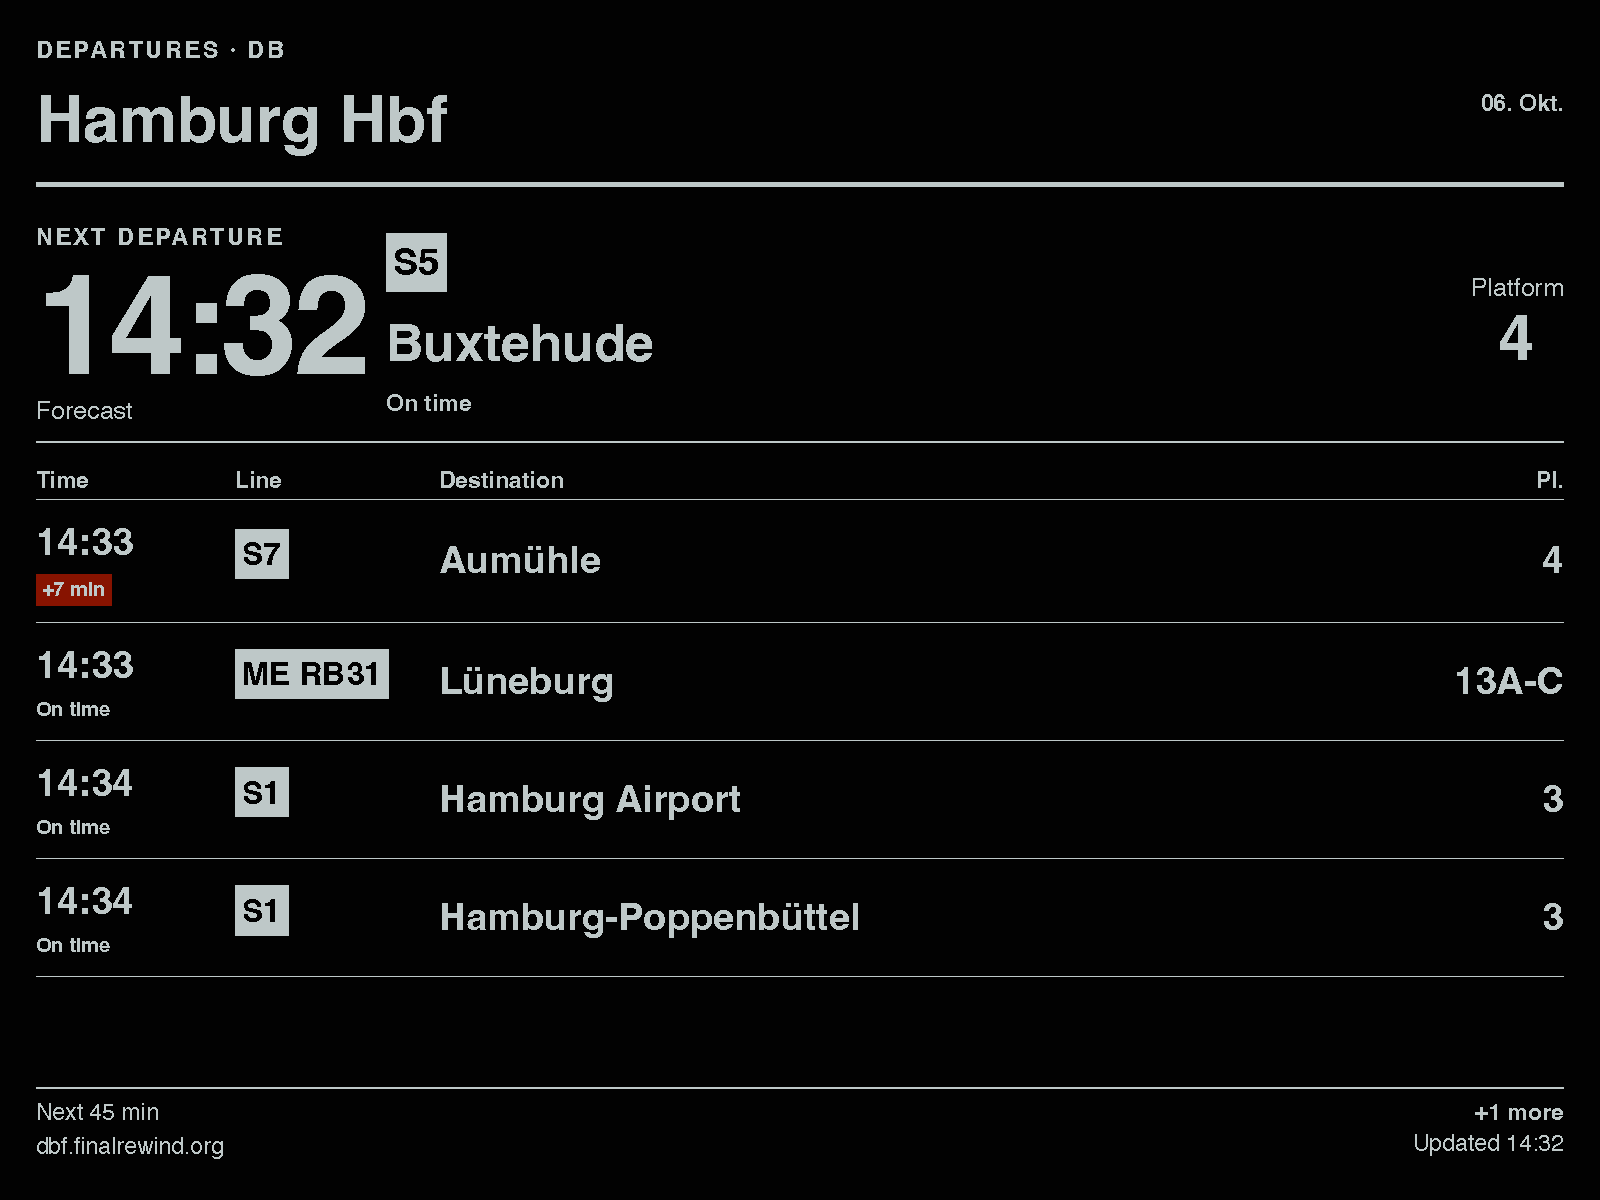 DEPARTURES · DB
Hamburg Hbf
06. Okt.
NEXT DEPARTURE
14:32
Forecast
S5
Buxtehude
On time
Platform
4
Time Line Destination Pl.
14:33 S7 Aumühle 4
+7 min
14:33 ME RB31 Lüneburg 13A-C
On time
14:34 S1 Hamburg Airport 3
On time
14:34 S1 Hamburg-Poppenbüttel 3
On time
Next 45 min +1 more
dbf.finalrewind.org Updated 14:32